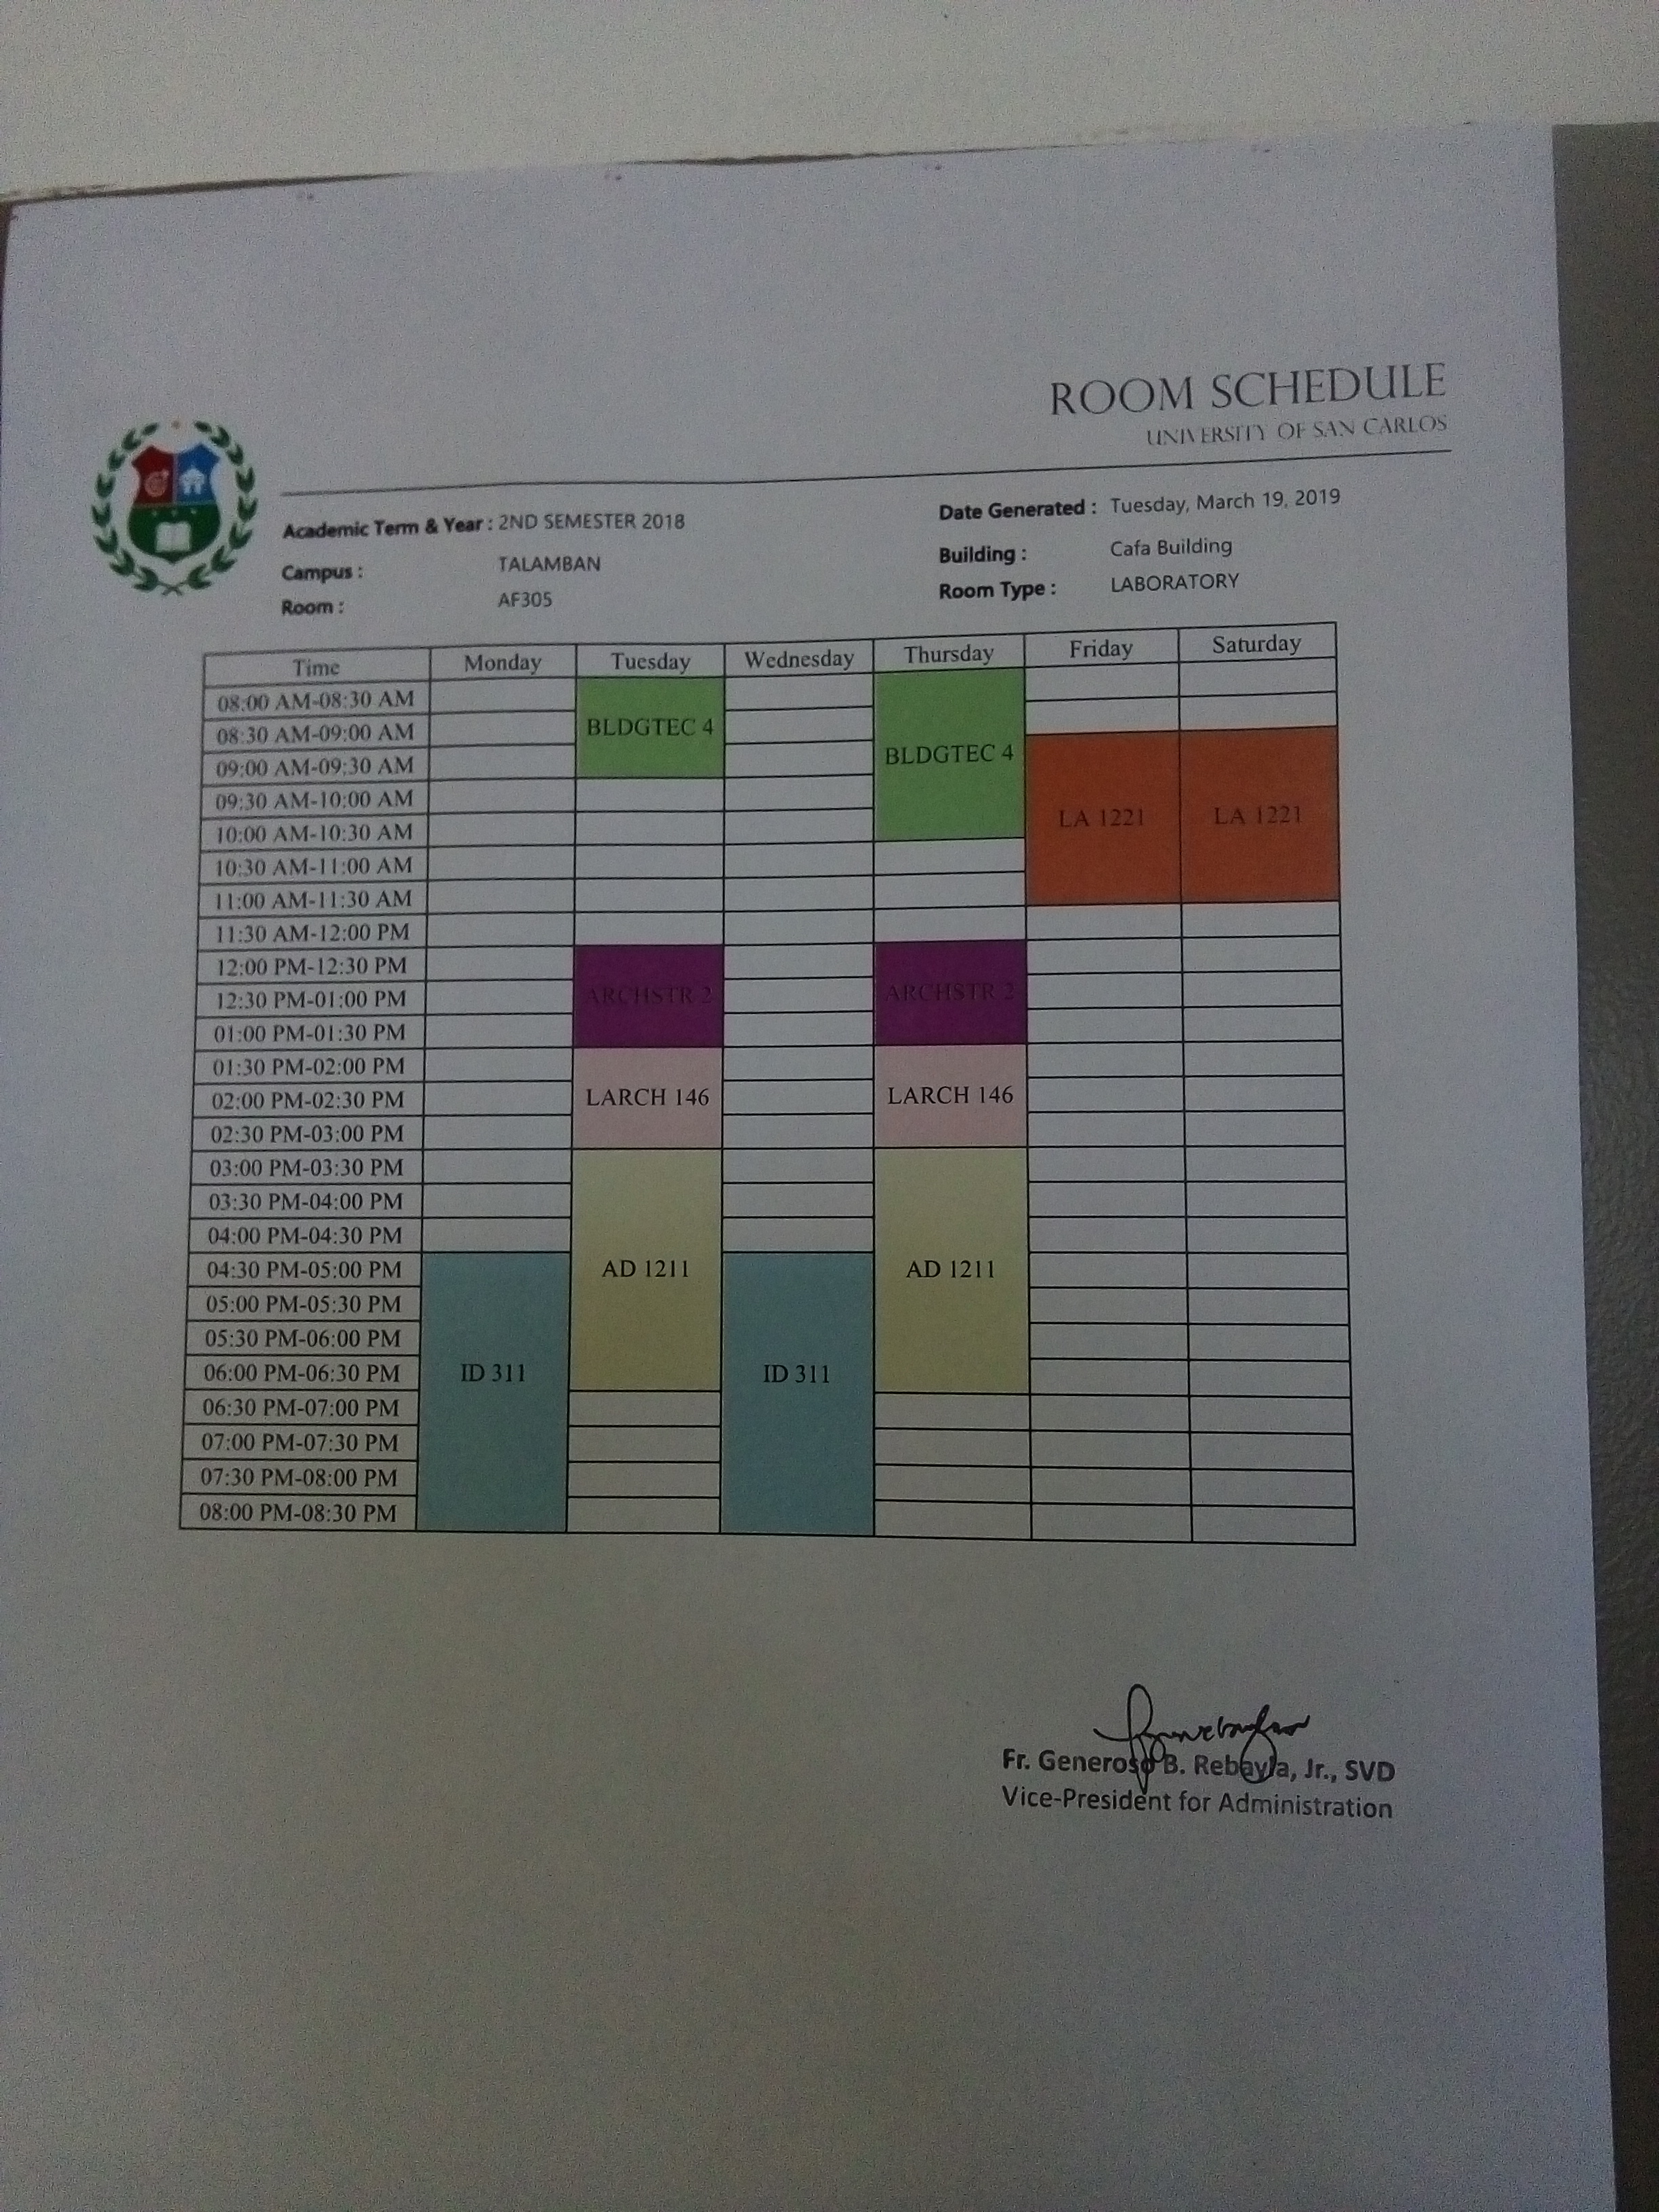 ROOM SCHEDULE
UNIVERSITY OF SAN CARLOS
Academic Term & Year : 2ND SEMESTER 2018
Date Generated : Tuesday, March 19, 2019
Campus : TALAMBAN
Building : Cafa Building
Room : AF305
Room Type : LABORATORY
Time Monday Tuesday Wednesday Thursday Friday Saturday
08:00 AM-08:30 AM
08:30 AM-09:00 AM BLDGTEC 4
09:00 AM-09:30 AM BLDGTEC 4
09:30 AM-10:00 AM
10:00 AM-10:30 AM LA 1221 LA 1221
10:30 AM-11:00 AM
11:00 AM-11:30 AM
11:30 AM-12:00 PM
12:00 PM-12:30 PM
12:30 PM-01:00 PM ARCHSTR 2 ARCHSTR 2
01:00 PM-01:30 PM
01:30 PM-02:00 PM
02:00 PM-02:30 PM LARCH 146 LARCH 146
02:30 PM-03:00 PM
03:00 PM-03:30 PM
03:30 PM-04:00 PM
04:00 PM-04:30 PM
04:30 PM-05:00 PM AD 1211 AD 1211
05:00 PM-05:30 PM
05:30 PM-06:00 PM
06:00 PM-06:30 PM ID 311 ID 311
06:30 PM-07:00 PM
07:00 PM-07:30 PM
07:30 PM-08:00 PM
08:00 PM-08:30 PM
Fr. Generoso B. Rebayla, Jr., SVD
Vice-President for Administration